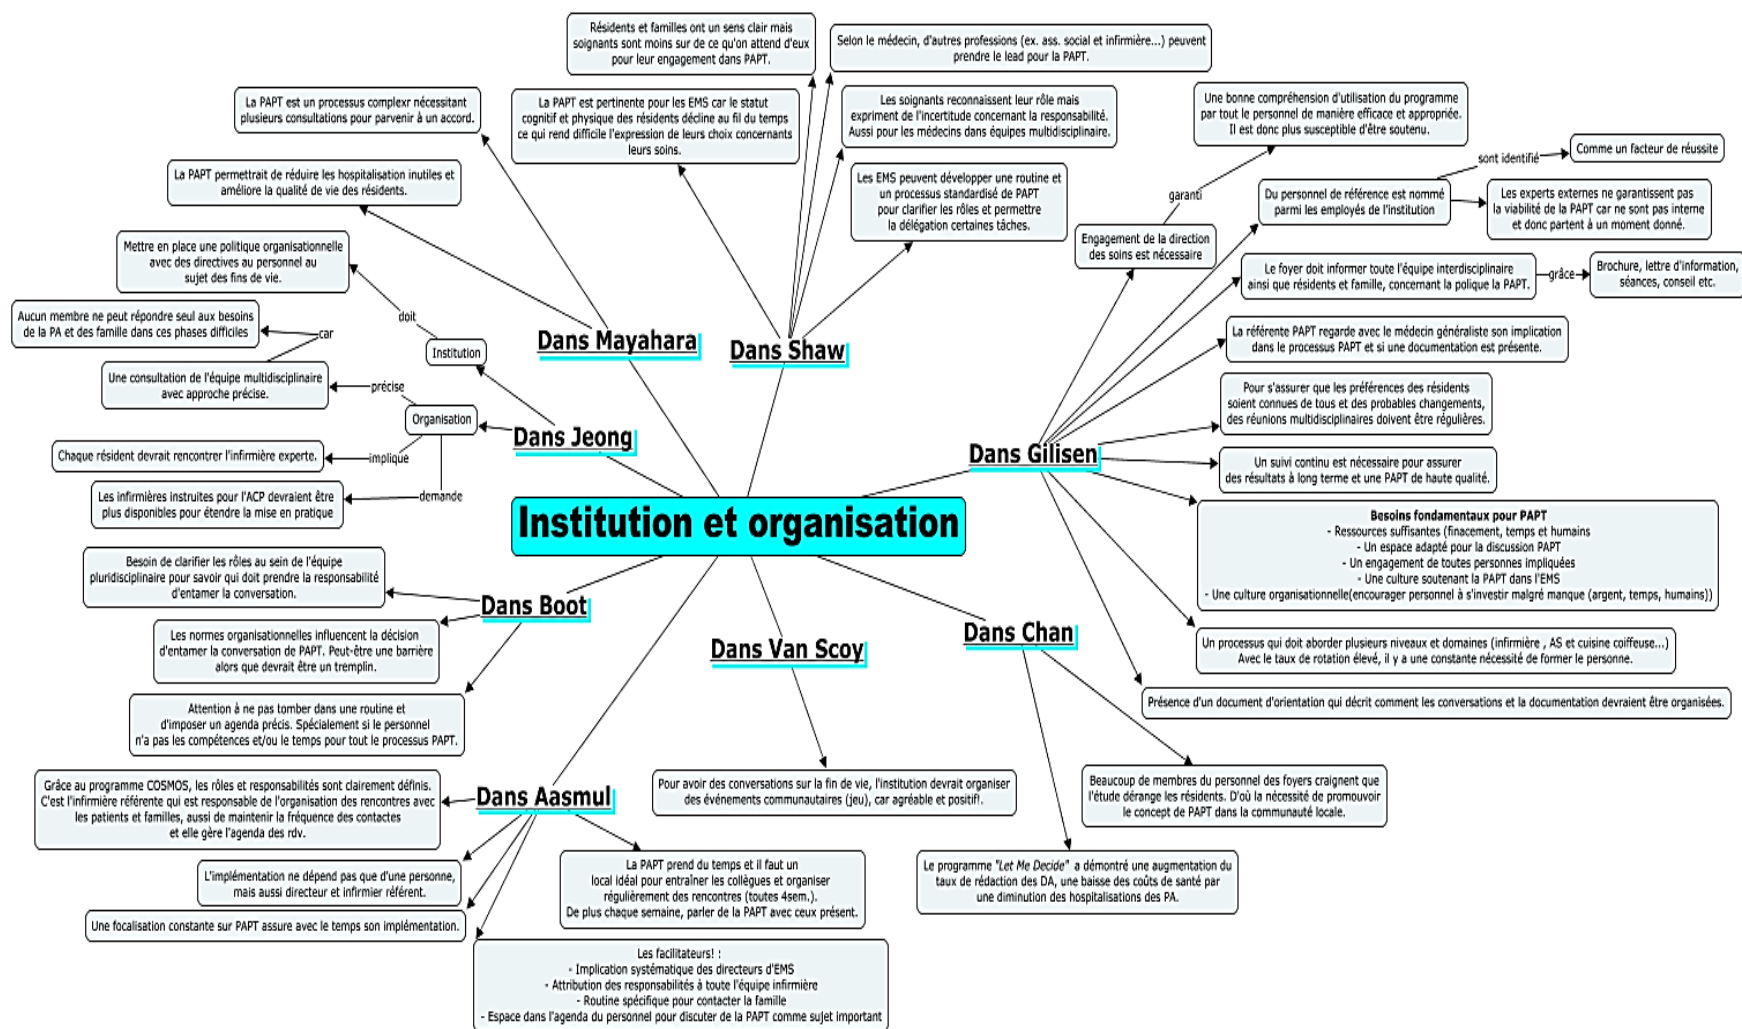 Résidents et familles ont un sens clair mais
soignants sont moins sur de ce qu'on attend d'eux
pour leur engagement dans PAPT.
Selon le médecin, d'autres professions (ex. ass. social et infirmière...) peuvent
prendre le lead pour la PAPT.
La PAPT est un processus complexr nécessitant
plusieurs consultations pour parvenir à un accord.
La PAPT est pertinente pour les EMS car le statut
cognitif et physique des résidents décline au fil du temps
ce qui rend difficile l'expression de leurs choix concernants
leurs soins.
Les soignants reconnaissent leur rôle mais
expriment de l'incertitude concernant la responsabilité.
Aussi pour les médecins dans équipes multidisciplinaire.
Une bonne compréhension d'utilisation du programme
par tout le personnel de manière efficace et appropriée.
Il est donc plus susceptible d'être soutenu.
sont identifié
Comme un facteur de réussite
La PAPT permettrait de réduire les hospitalisation inutiles et
améliore la qualité de vie des résidents.
Les EMS peuvent développer une routine et
un processus standardisé de PAPT
pour clarifier les rôles et permettre
la délégation certaines tâches.
garanti
Du personnel de référence est nommé
parmi les employés de l'institution
Les experts externes ne garantissent pas
la viabilité de la PAPT car ne sont pas interne
et donc partent à un moment donné.
Mettre en place une politique organisationnelle
avec des directives au personnel au
sujet des fins de vie.
Engagement de la direction
des soins est nécessaire
Le foyer doit informer toute l'équipe interdisciplinaire
ainsi que résidents et famille, concernant la polique la PAPT.
grâce
Brochure, lettre d'information,
séances, conseil etc.
Aucun membre ne peut répondre seul aux besoins
de la PA et des famille dans ces phases difficiles
car
doit
Institution
Dans Mayahara
Dans Shaw
La référente PAPT regarde avec le médecin généraliste son implication
dans le processus PAPT et si une documentation est présente.
Une consultation de l'équipe multidisciplinaire
avec approche précise.
précise
Organisation
Dans Jeong
Pour s'assurer que les préférences des résidents
soient connues de tous et des probables changements,
des réunions multidisciplinaires doivent être régulières.
Chaque résident devrait rencontrer l'infirmière experte.
implique
Dans Gilisen
Un suivi continu est nécessaire pour assurer
des résultats à long terme et une PAPT de haute qualité.
Les infirmières instruites pour l'ACP devraient être
plus disponibles pour étendre la mise en pratique
demande
Institution et organisation
Besoins fondamentaux pour PAPT
- Ressources suffisantes (finacement, temps et humains
- Un espace adapté pour la discussion PAPT
- Un engagement de toutes personnes impliquées
- Une culture soutenant la PAPT dans l'EMS
- Une culture organisationnelle(encourager personnel à s'investir malgré manque (argent, temps, humains))
Besoin de clarifier les rôles au sein de l'équipe
pluridisciplinaire pour savoir qui doit prendre la responsabilité
d'entamer la conversation.
Dans Boot
Les normes organisationnelles influencent la décision
d'entamer la conversation de PAPT. Peut-être une barrière
alors que devrait être un tremplin.
Dans Van Scoy
Dans Chan
Un processus qui doit aborder plusieurs niveaux et domaines (infirmière , AS et cuisine coiffeuse...)
Avec le taux de rotation élevé, il y a une constante nécessité de former le personne.
Attention à ne pas tomber dans une routine et
d'imposer un agenda précis. Spécialement si le personnel
n'a pas les compétences et/ou le temps pour tout le processus PAPT.
Présence d'un document d'orientation qui décrit comment les conversations et la documentation devraient être organisées.
Grâce au programme COSMOS, les rôles et responsabilités sont clairement définis.
C'est l'infirmière référente qui est responsable de l'organisation des rencontres avec
les patients et familles, aussi de maintenir la fréquence des contactes
et elle gère l'agenda des rdv.
Dans Aasmul
Pour avoir des conversations sur la fin de vie, l'institution devrait organiser
des événements communautaires (jeu), car agréable et positif!.
Beaucoup de membres du personnel des foyers craignent que
l'étude dérange les résidents. D'où la nécessité de promouvoir
le concept de PAPT dans la communauté locale.
L'implémentation ne dépend pas que d'une personne,
mais aussi directeur et infirmier référent.
La PAPT prend du temps et il faut un
local idéal pour entraîner les collègues et organiser
régulièrement des rencontres (toutes 4sem.).
De plus chaque semaine, parler de la PAPT avec ceux présent.
Le programme "Let Me Decide" a démontré une augmentation du
taux de rédaction des DA, une baisse des coûts de santé par
une diminution des hospitalisations des PA.
Une focalisation constante sur PAPT assure avec le temps son implémentation.
Les facilitateurs! :
- Implication systématique des directeurs d'EMS
- Attribution des responsabilités à toute l'équipe infirmière
- Routine spécifique pour contacter la famille
- Espace dans l'agenda du personnel pour discuter de la PAPT comme sujet important